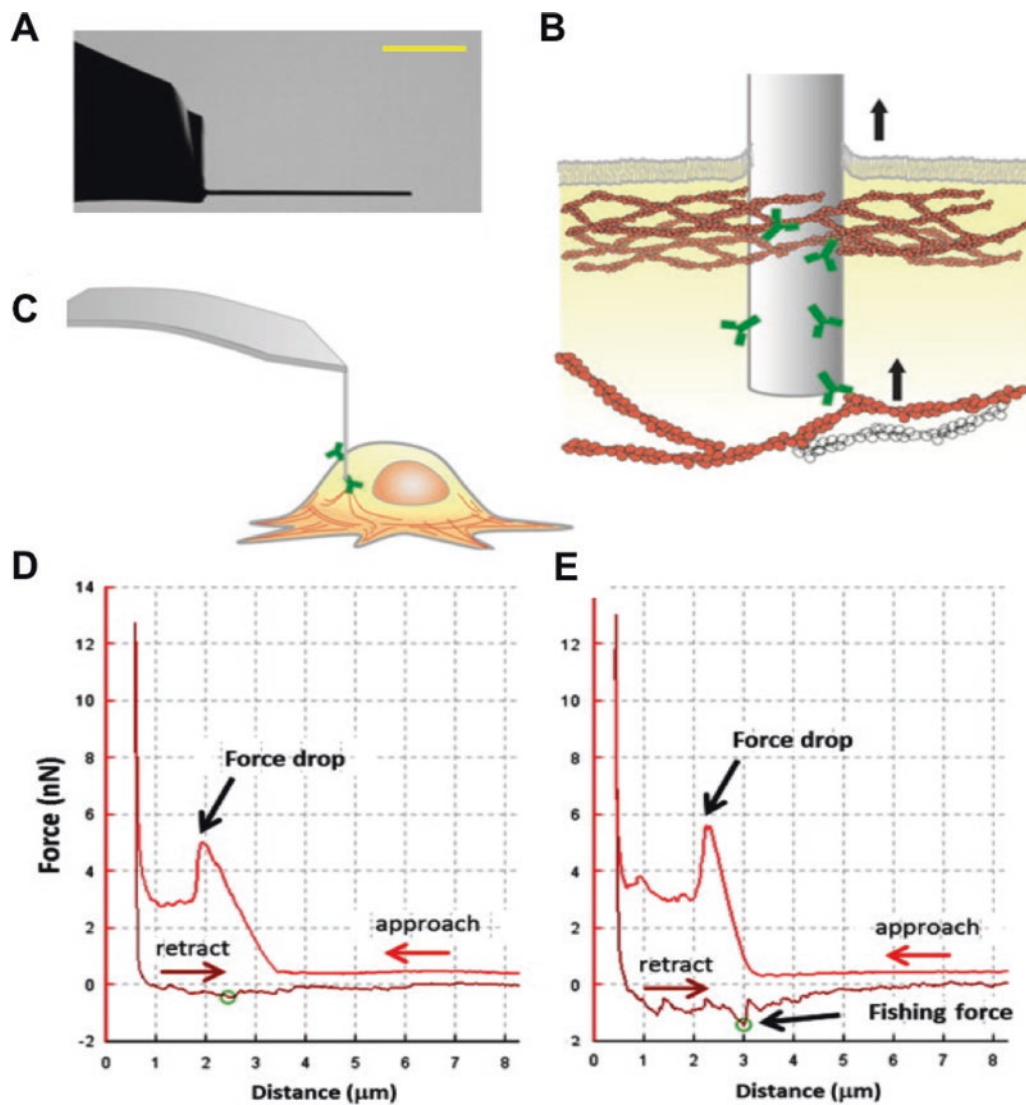 A
B
C
D
14
12
10
8
6
4
2
0
-2
Force (nN)
Force drop
approach
retract
0 1 2 3 4 5 6 7 8
Distance (μm)
E
12
10
8
6
4
2
0
2
Force drop
approach
retract
Fishing force
0 1 2 3 4 5 6 7 8
Distance (μm)